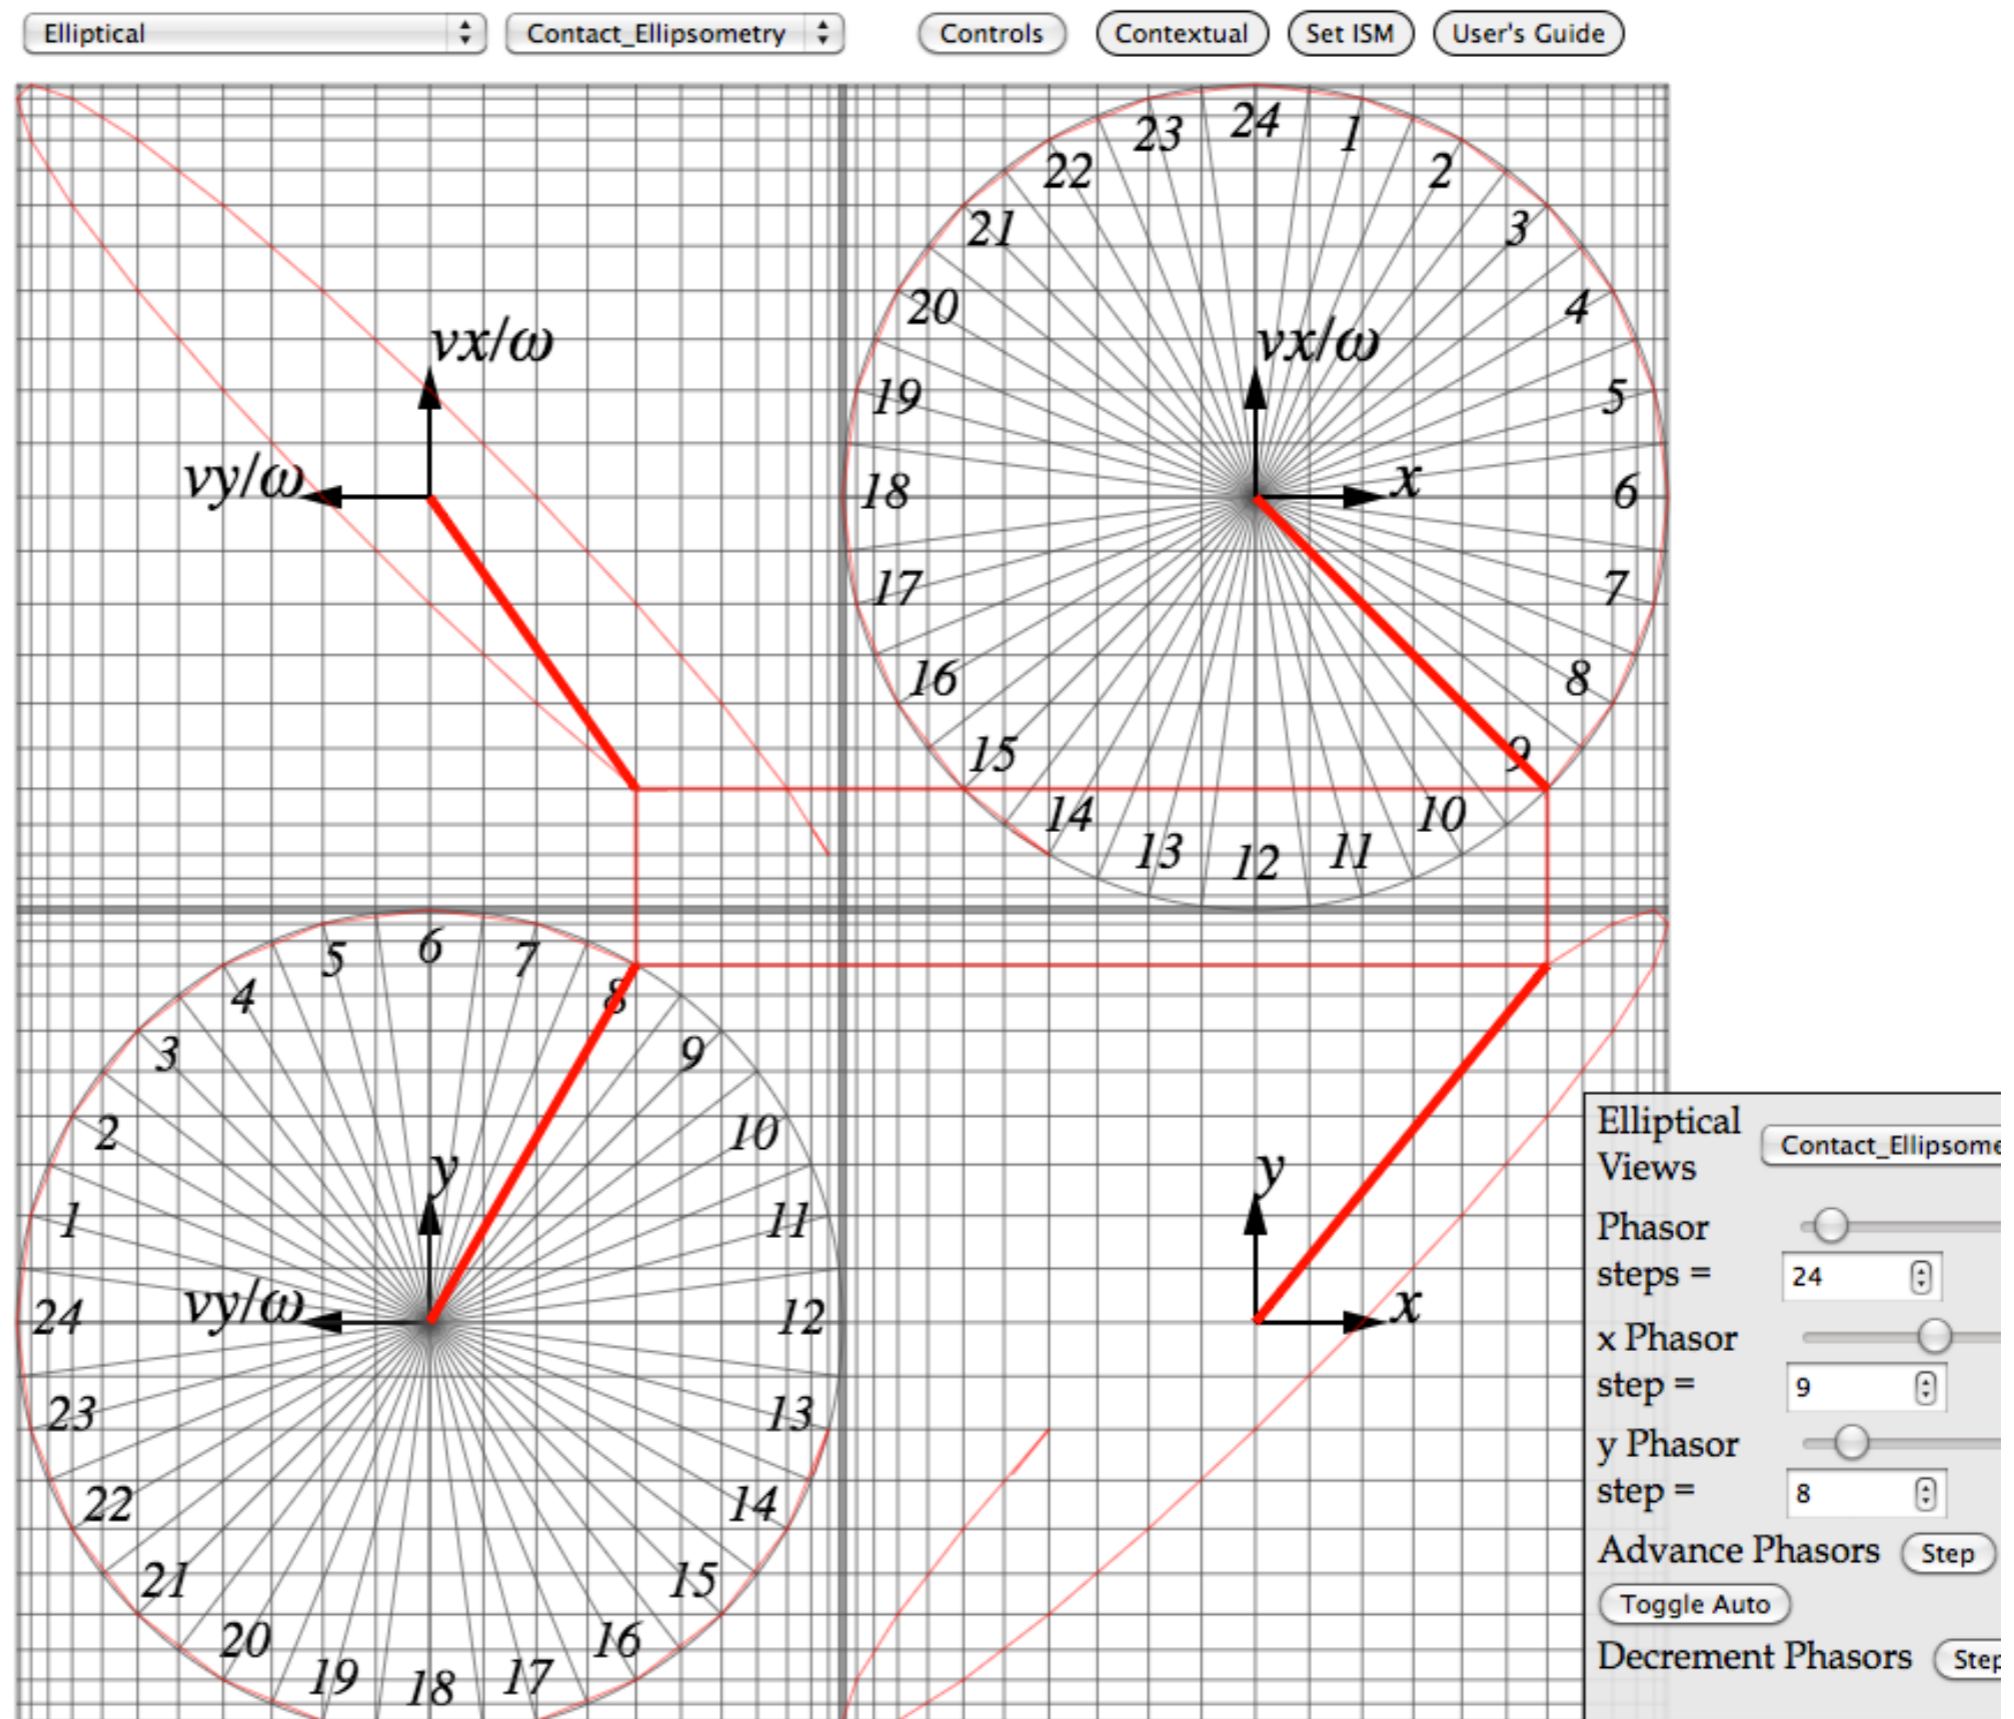 Elliptical Contact_Ellipsometry Controls Contextual Set ISM User's Guide
24
23 1
22 2
21 3
20 4
vx/ω vx/ω
19 5
vy/ω x
18 6
17 7
16 8
15 9
14 10
13 12 11
6
5 7
4 8
3 9
2 10
y y
1 11
24 vy/ω 12 x
23 13
22 14
21 15
20 16
19 18 17
Elliptical
Views Contact_Ellipsome
Phasor
steps = 24
x Phasor
step = 9
y Phasor
step = 8
Advance Phasors Step
Toggle Auto
Decrement Phasors Step